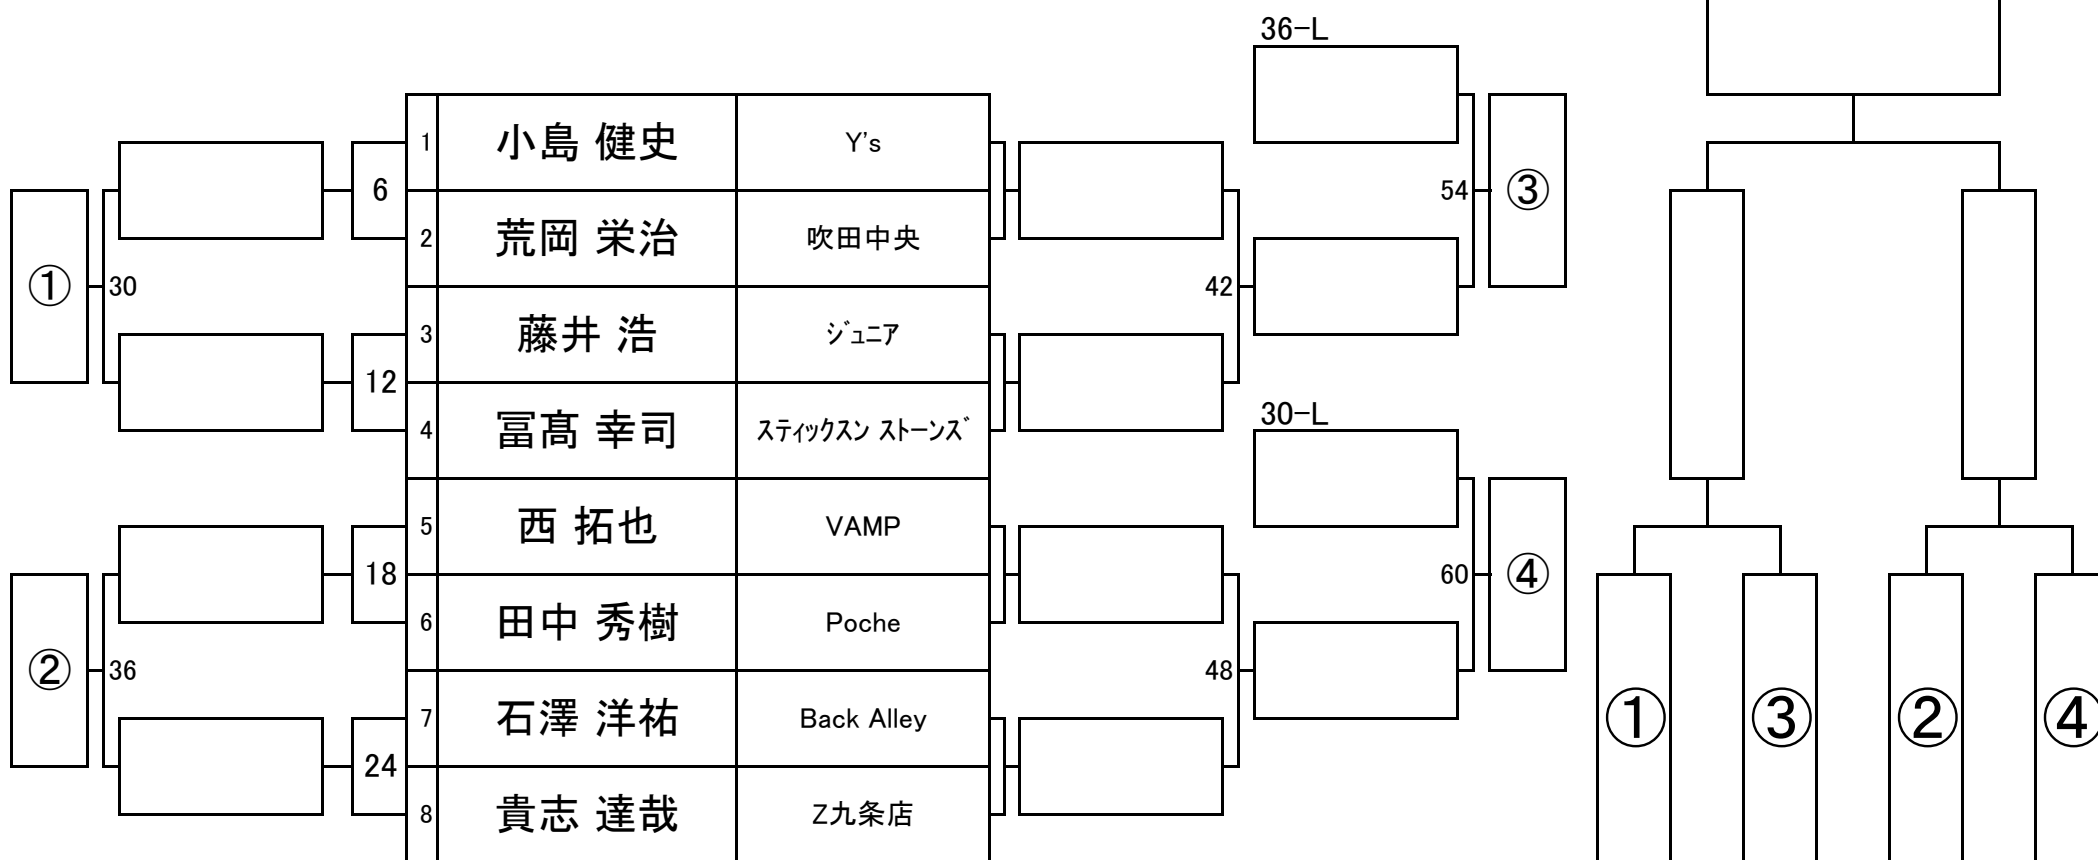 36-L
1 小島 健史 Y's
6
54 ③
2 荒岡 栄治 吹田中央
① 30
42
3 藤井 浩 ジュニア
12
30-L
4 冨髙 幸司 スティックスン ストーンズ
5 西 拓也 VAMP
18
60 ④
6 田中 秀樹 Poche
② 36
48
7 石澤 洋祐 Back Alley
① ③ ② ④
24
8 貴志 達哉 Z九条店